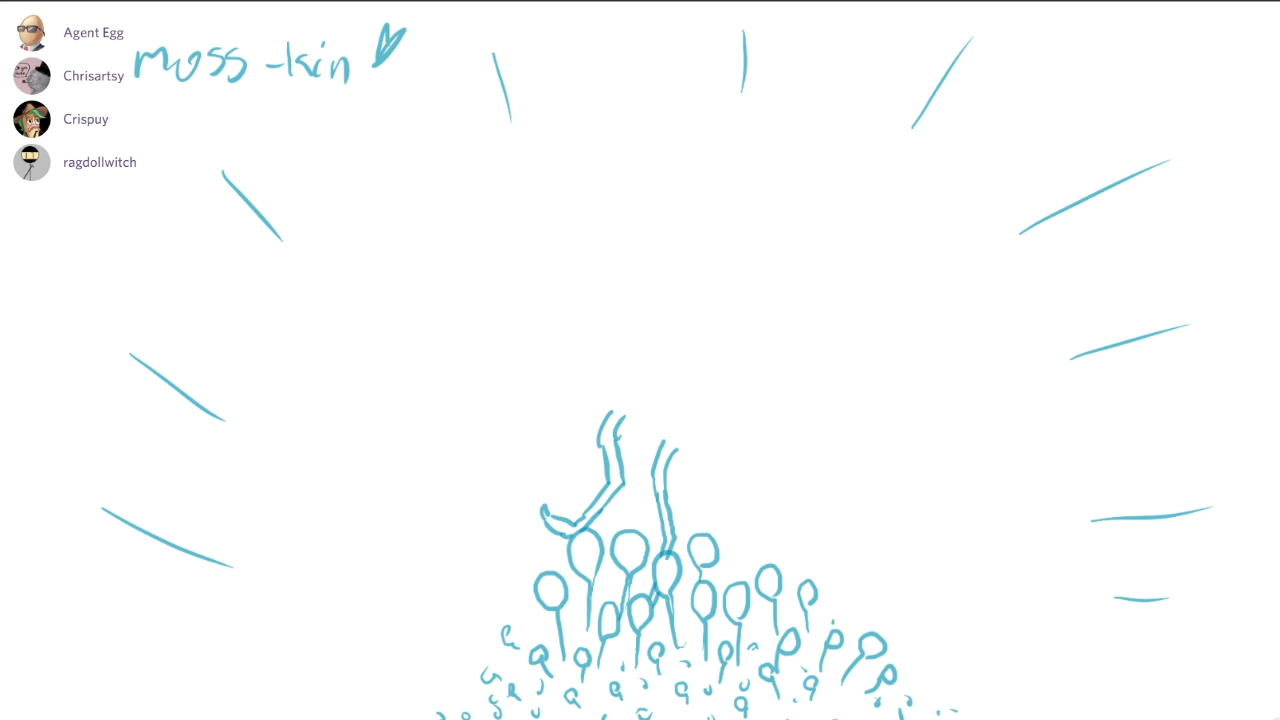 Agent Egg
moss-kin
Chrisartsy
Crispuy
ragdollwitch